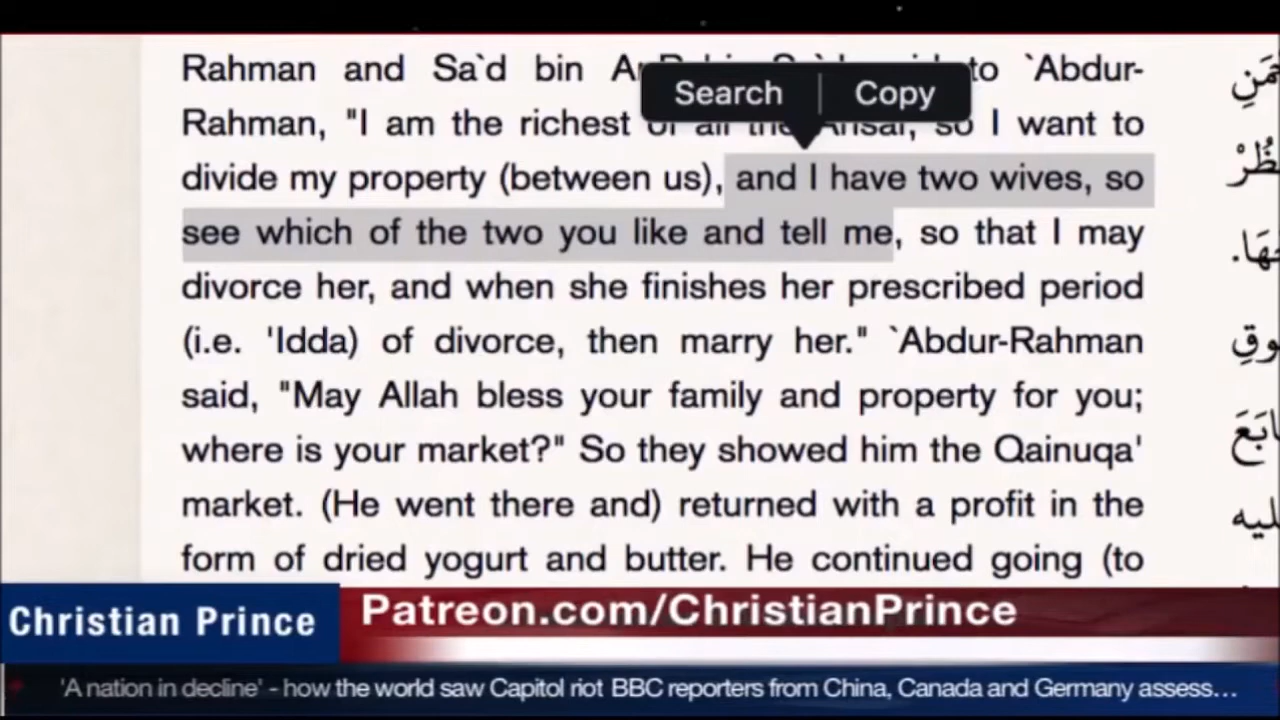 Rahman and Sa`d bin Ar to `Abdur-
Search Copy
Rahman, "I am the richest of all the Ansar, so I want to
divide my property (between us), and I have two wives, so
see which of the two you like and tell me, so that I may
divorce her, and when she finishes her prescribed period
(i.e. 'Idda) of divorce, then marry her." `Abdur-Rahman
said, "May Allah bless your family and property for you;
where is your market?" So they showed him the Qainuqa'
market. (He went there and) returned with a profit in the
form of dried yogurt and butter. He continued going (to
Christian Prince
Patreon.com/ChristianPrince
'A nation in decline' - how the world saw Capitol riot BBC reporters from China, Canada and Germany assess...